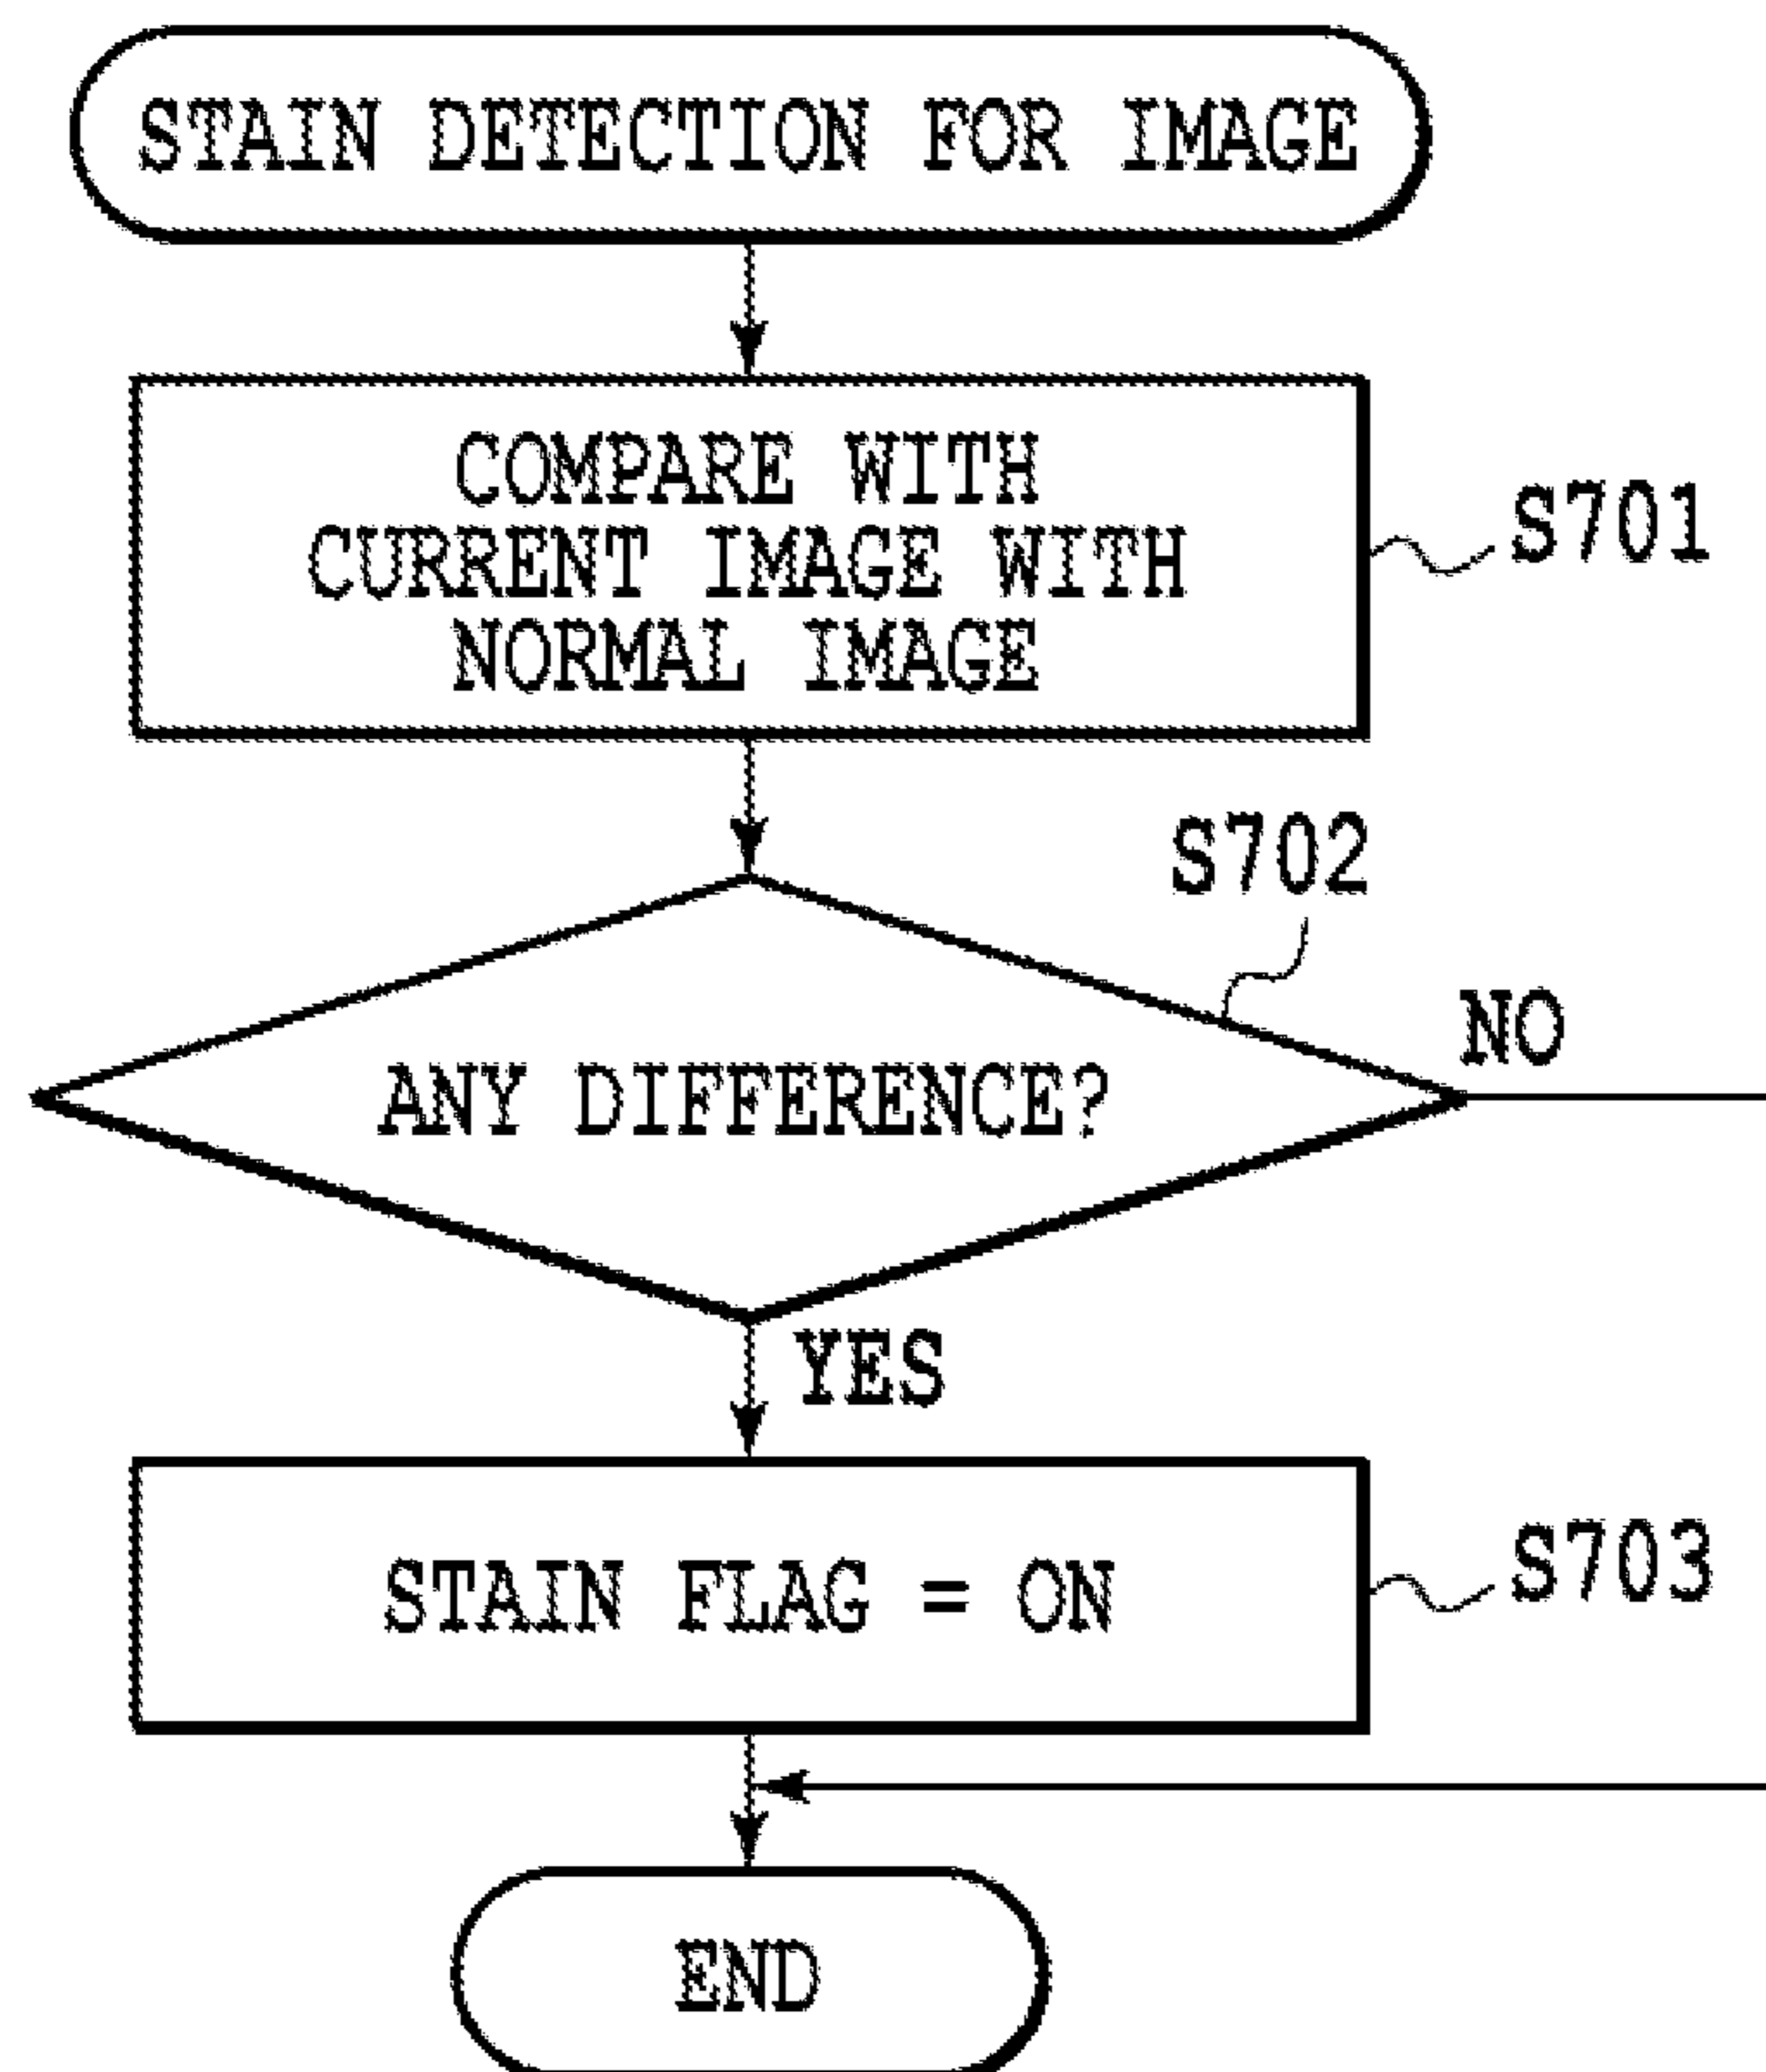 STAIN DETECTION FOR IMAGE
COMPARE WITH
CURRENT IMAGE WITH
NORMAL IMAGE
S701
S702
ANY DIFFERENCE?
NO
YES
STAIN FLAG = ON
S703
END